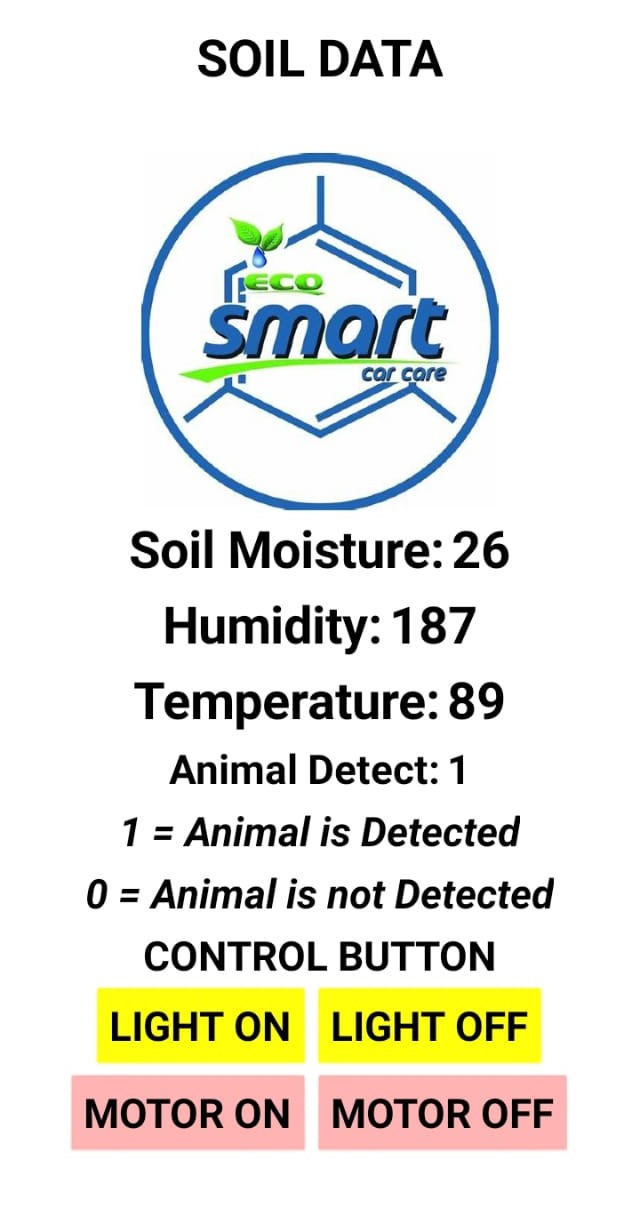 SOIL DATA
ECO
smart
car care
Soil Moisture: 26
Humidity: 187
Temperature: 89
Animal Detect: 1
1 = Animal is Detected
0 = Animal is not Detected
CONTROL BUTTON
LIGHT ON LIGHT OFF
MOTOR ON MOTOR OFF